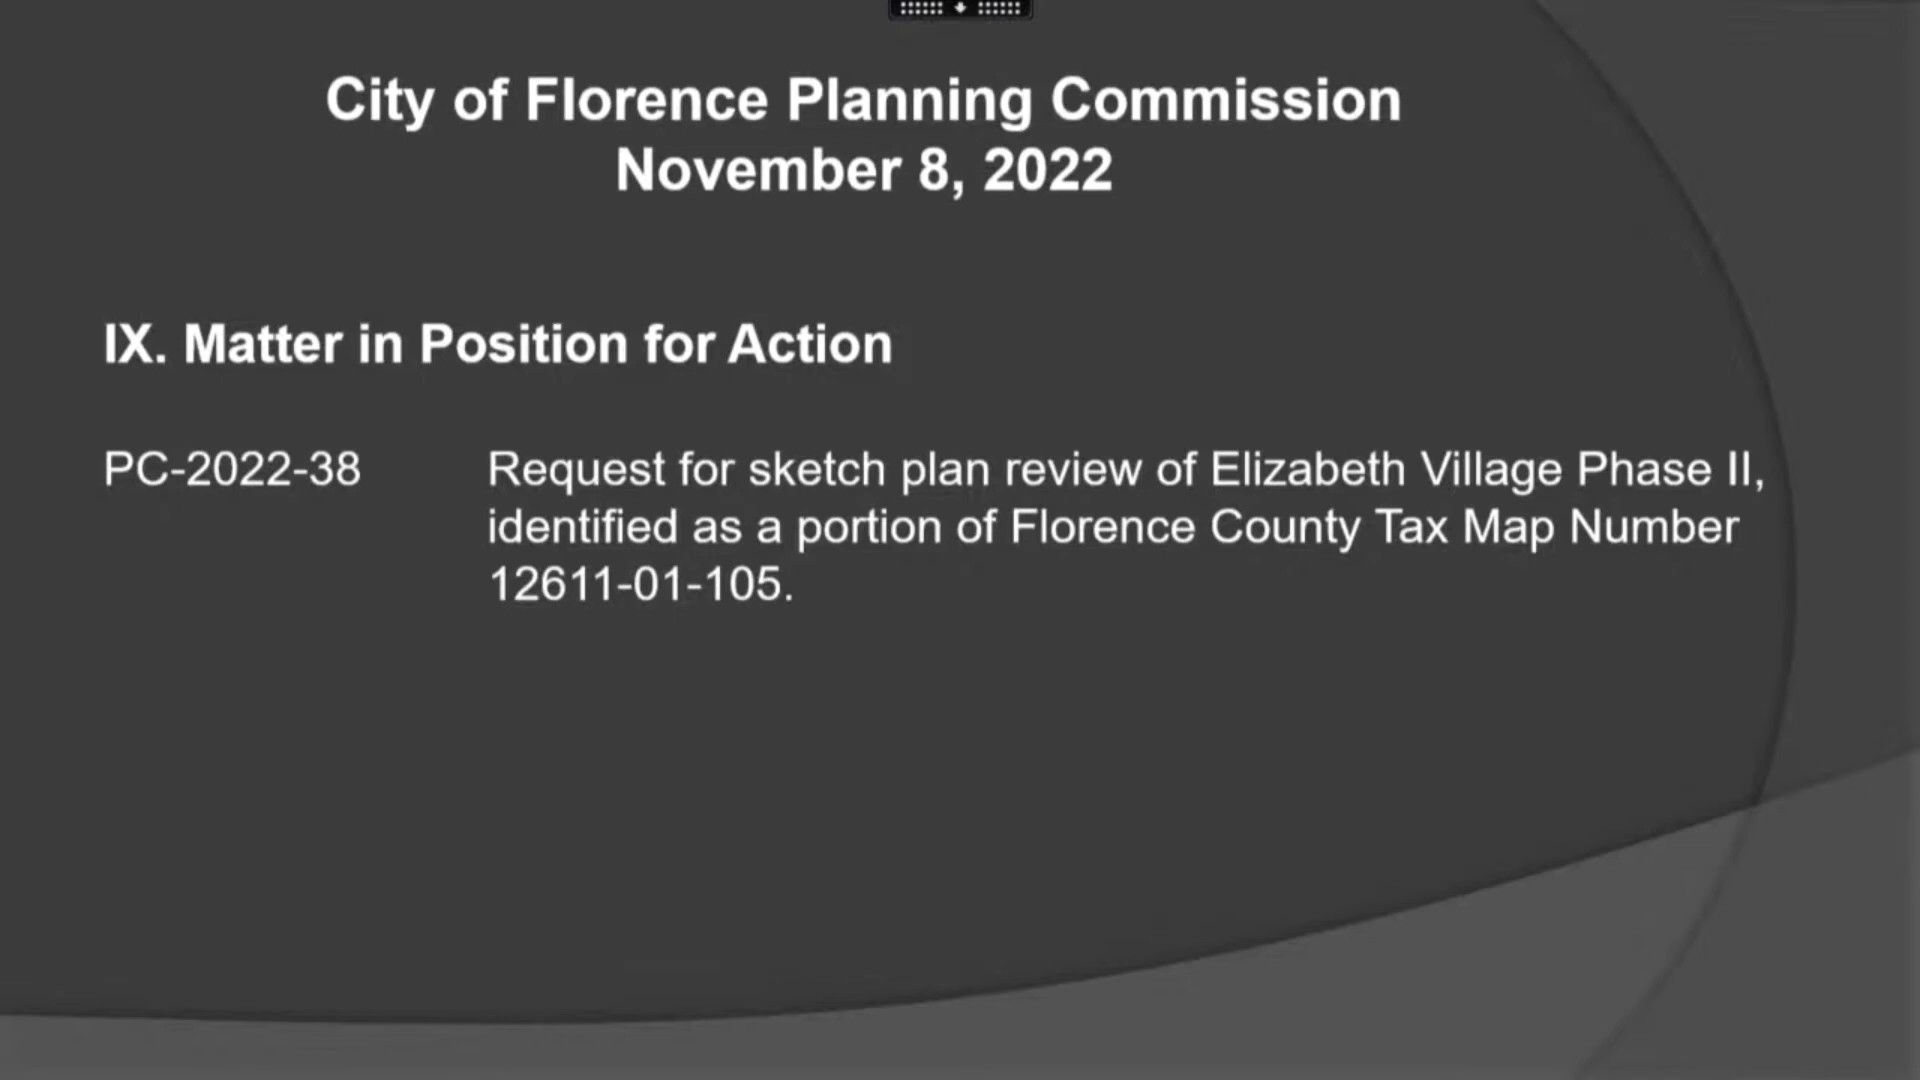 City of Florence Planning Commission
November 8, 2022
IX. Matter in Position for Action
PC-2022-38
Request for sketch plan review of Elizabeth Village Phase II,
identified as a portion of Florence County Tax Map Number
12611-01-105.